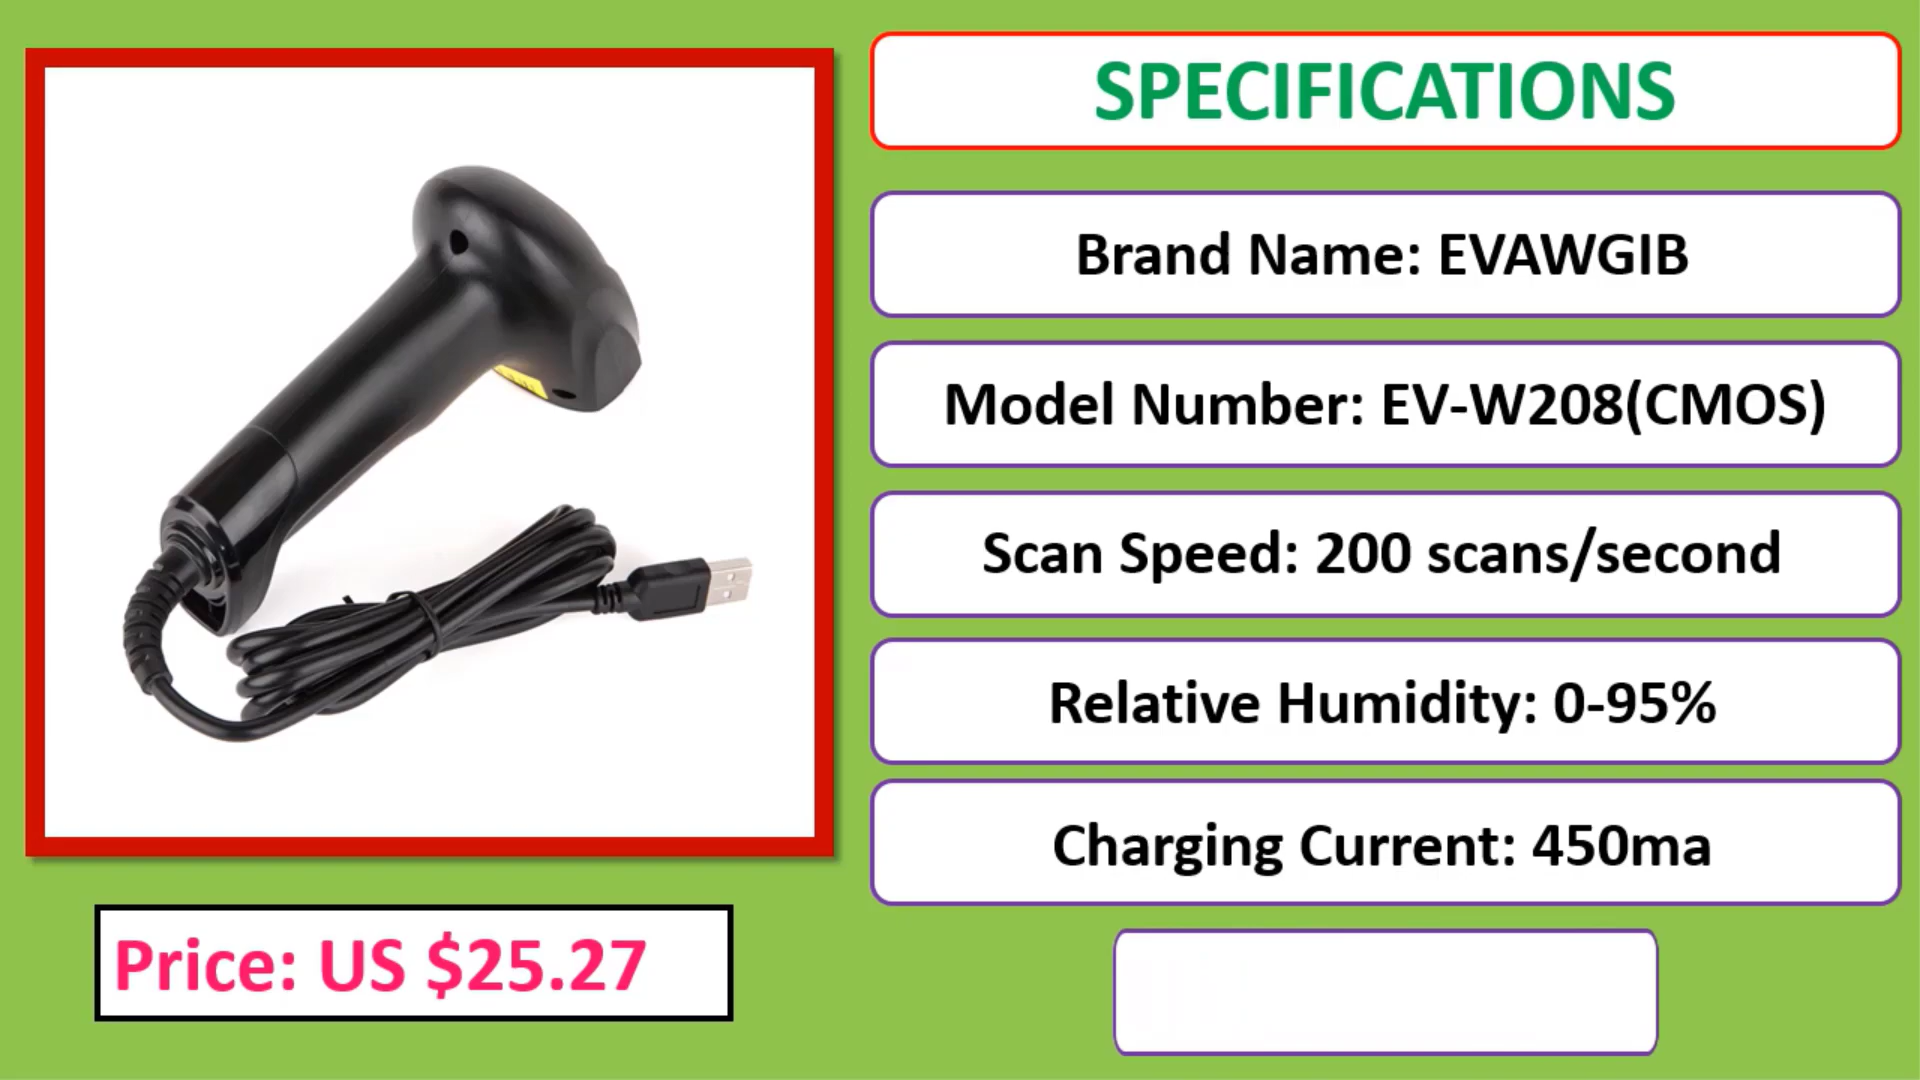 SPECIFICATIONS
Brand Name: EVAWGIB
Model Number: EV-W208(CMOS)
Scan Speed: 200 scans/second
Relative Humidity: 0-95%
Charging Current: 450ma
Price: US $25.27